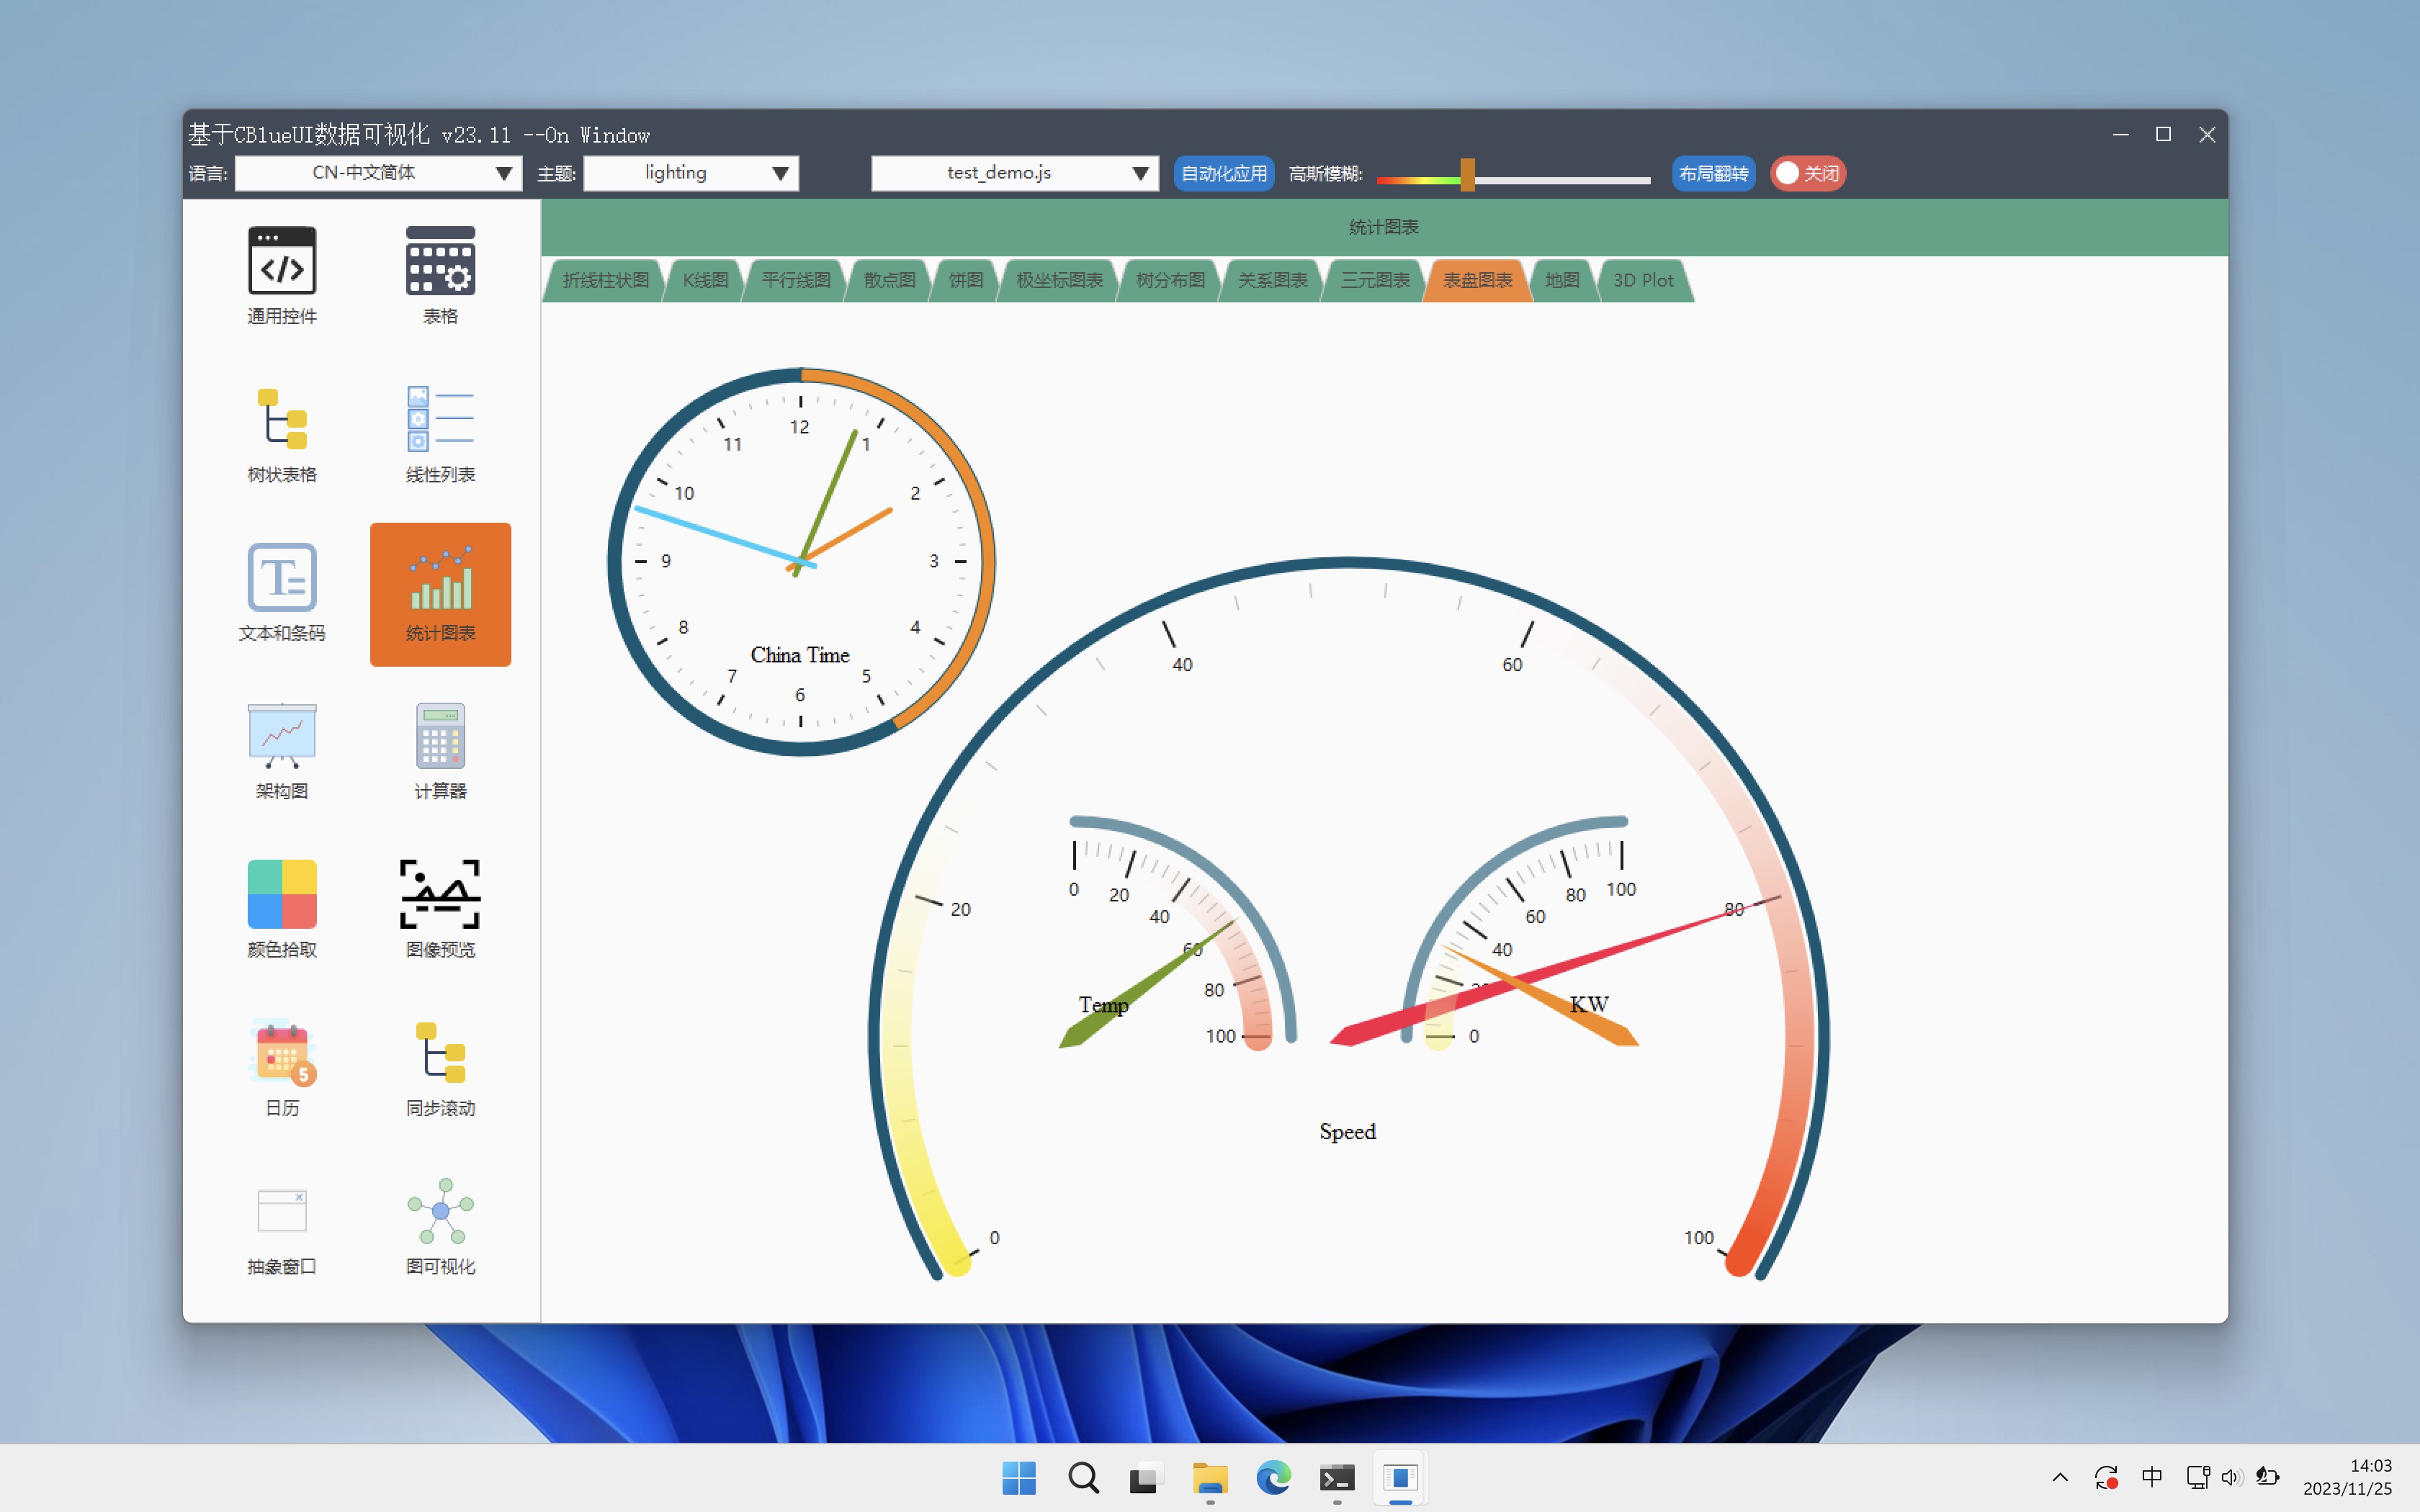 基于CBlueUI数据可视化 v23.11 --On Window
语言: CN-中文简体 主题: lighting test_demo.js 自动化应用 高斯模糊: 布局翻转 关闭
统计图表
折线柱状图 K线图 平行线图 散点图 饼图 极坐标图表 树分布图 关系图表 三元图表 表盘图表 地图 3D Plot
通用控件 表格
树状表格 线性列表
文本和条码 统计图表
架构图 计算器
颜色拾取 图像预览
5
日历 同步滚动
抽象窗口 图可视化
12
11 1
10 2
9 3
8 4
China Time
7 5
6
40 60
20 80
0 20 40 60 80 100
Temp
0 20 40 60 80 100
KW
Speed
0 100
中
14:03
2023/11/25